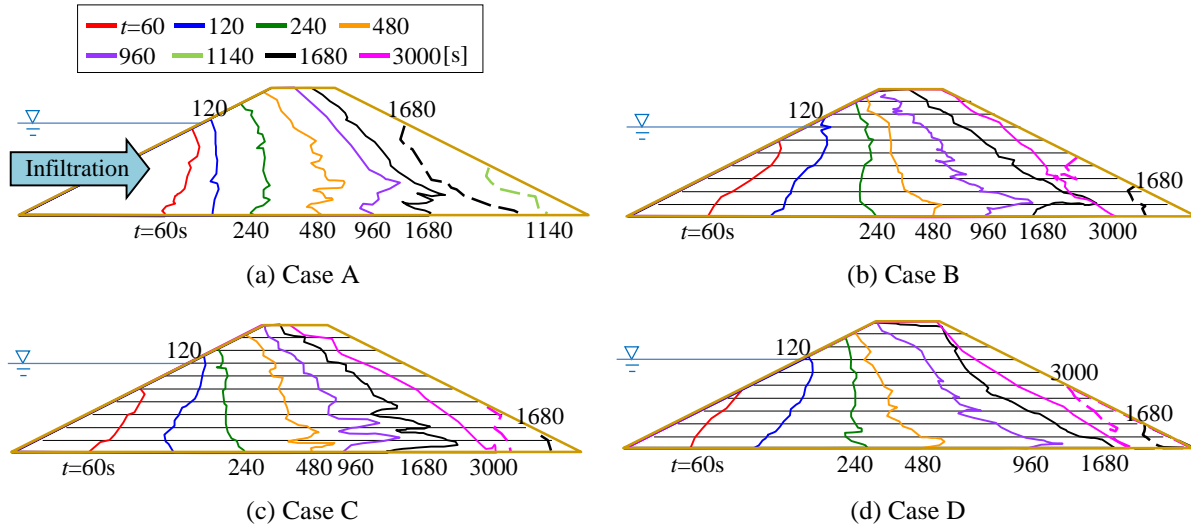 t=60 120 240 480
960 1140 1680 3000[s]
120
1680
Infiltration
t=60s 240 480 960 1680 1140
(a) Case A
120
1680
t=60s 240 480 960 1680 3000
(b) Case B
120
1680
t=60s 240 480 960 1680 3000
(c) Case C
120
3000
1680
t=60s 240 480 960 1680
(d) Case D